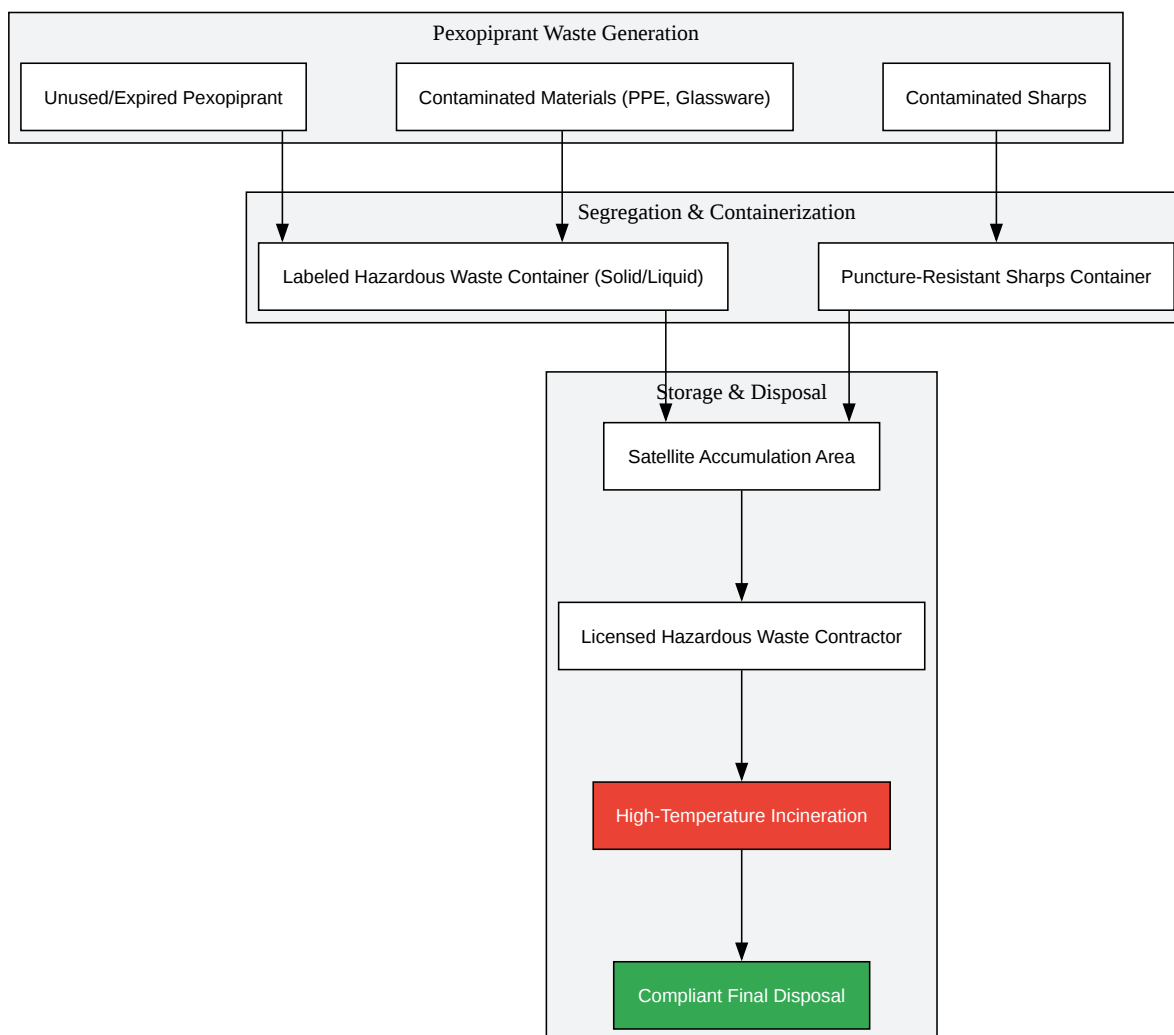 Pexopiprant Waste Generation
Unused/Expired Pexopiprant
Contaminated Materials (PPE, Glassware)
Contaminated Sharps
Segregation & Containerization
Labeled Hazardous Waste Container (Solid/Liquid)
Puncture-Resistant Sharps Container
Storage & Disposal
Satellite Accumulation Area
Licensed Hazardous Waste Contractor
High-Temperature Incineration
Compliant Final Disposal